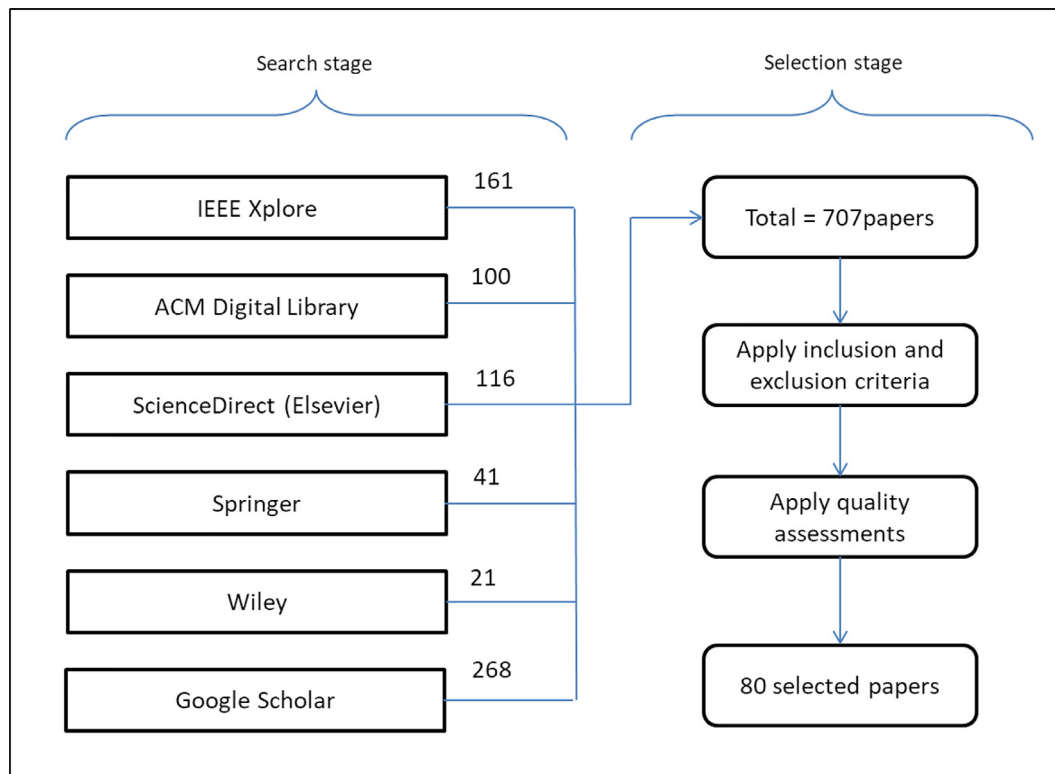 Search stage
IEEE Xplore
161
ACM Digital Library
100
ScienceDirect (Elsevier)
116
Springer
41
Wiley
21
Google Scholar
268
Selection stage
Total = 707papers
Apply inclusion and
exclusion criteria
Apply quality
assessments
80 selected papers